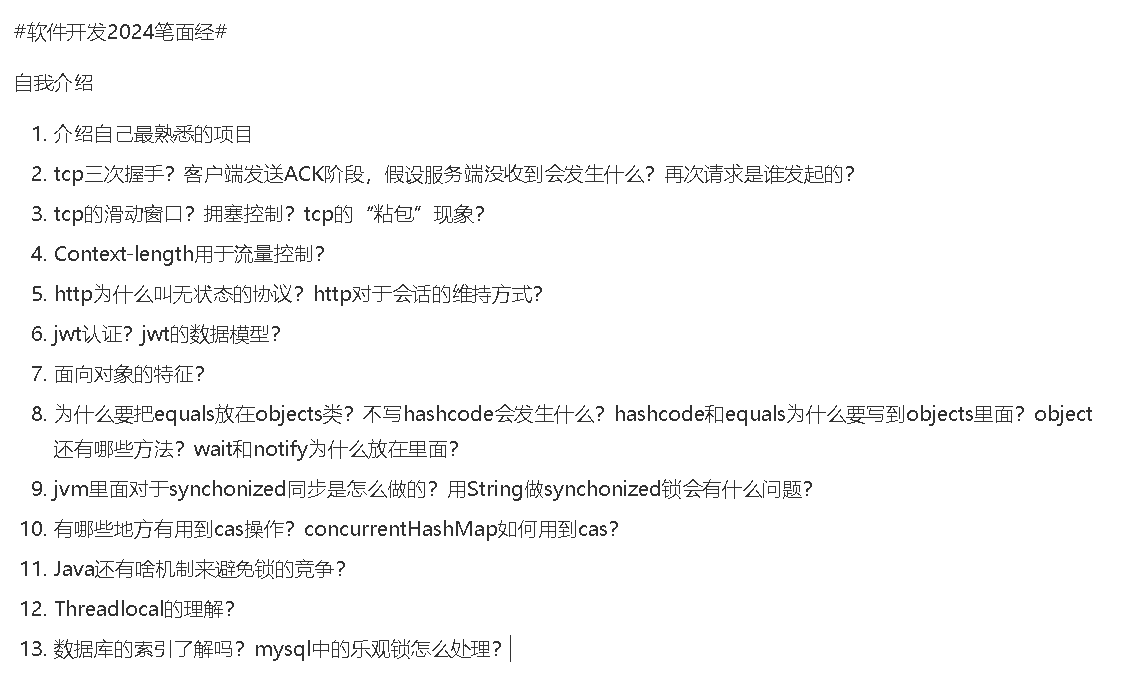 #软件开发2024笔面经#
自我介绍
1. 介绍自己最熟悉的项目
2. tcp三次握手？客户端发送ACK阶段，假设服务端没收到会发生什么？再次请求是谁发起的？
3. tcp的滑动窗口？拥塞控制？tcp的“粘包”现象？
4. Context-length用于流量控制？
5. http为什么叫无状态的协议？http对于会话的维持方式？
6. jwt认证？jwt的数据模型？
7. 面向对象的特征？
8. 为什么要把equals放在objects类？不写hashcode会发生什么？hashcode和equals为什么要写到objects里面？object
还有哪些方法？wait和notify为什么放在里面？
9. jvm里面对于synchonized同步是怎么做的？用String做synchonized锁会有什么问题？
10. 有哪些地方有用到cas操作？concurrentHashMap如何用到cas？
11. Java还有啥机制来避免锁的竞争？
12. Threadlocal的理解？
13. 数据库的索引了解吗？mysql中的乐观锁怎么处理？